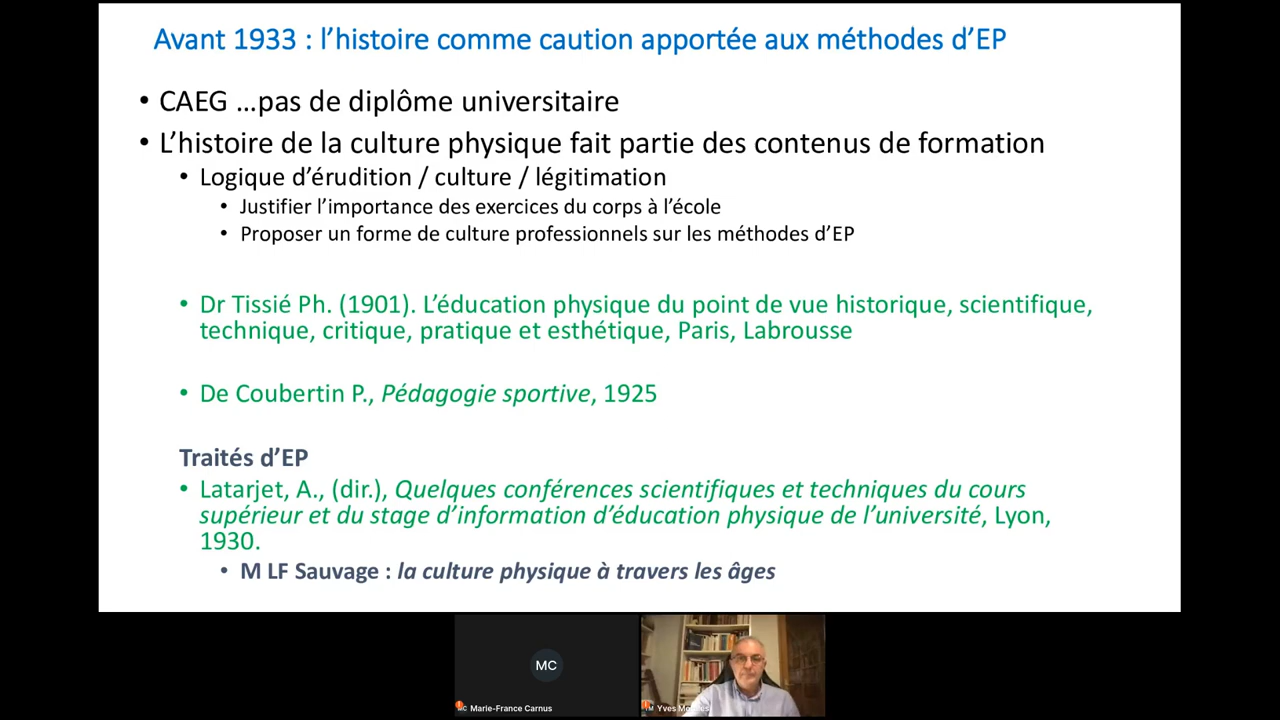 Avant 1933 : l'histoire comme caution apportée aux méthodes d'EP
• CAEG …pas de diplôme universitaire
• L'histoire de la culture physique fait partie des contenus de formation
• Logique d'érudition / culture / légitimation
• Justifier l'importance des exercices du corps à l'école
• Proposer un forme de culture professionnels sur les méthodes d'EP
• Dr Tissié Ph. (1901). L'éducation physique du point de vue historique, scientifique,
technique, critique, pratique et esthétique, Paris, Labrousse
• De Coubertin P., Pédagogie sportive, 1925
Traités d'EP
• Latarjet, A., (dir.), Quelques conférences scientifiques et techniques du cours
supérieur et du stage d'information d'éducation physique de l'université, Lyon,
1930.
• M LF Sauvage : la culture physique à travers les âges
MC
Marie-France Carnus
Yves